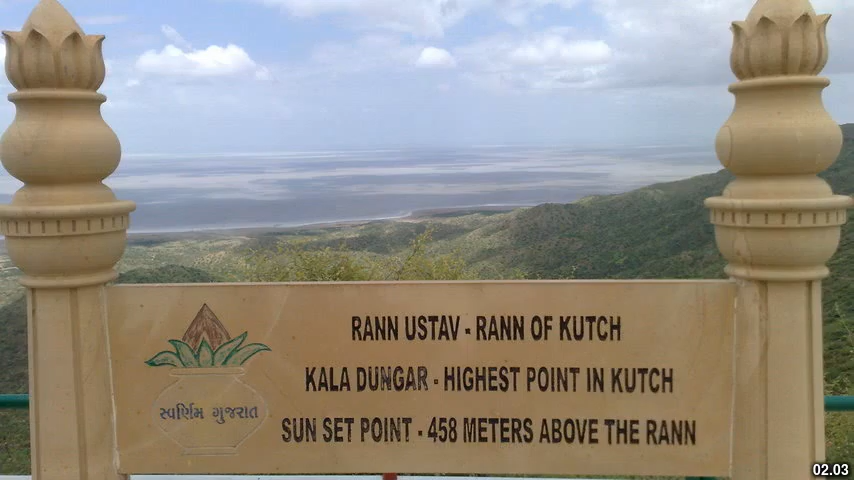 RANN USTAV - RANN OF KUTCH
KALA DUNGAR - HIGHEST POINT IN KUTCH
SUN SET POINT - 458 METERS ABOVE THE RANN
સ્વર્ણિમ ગુજરાત
02.03